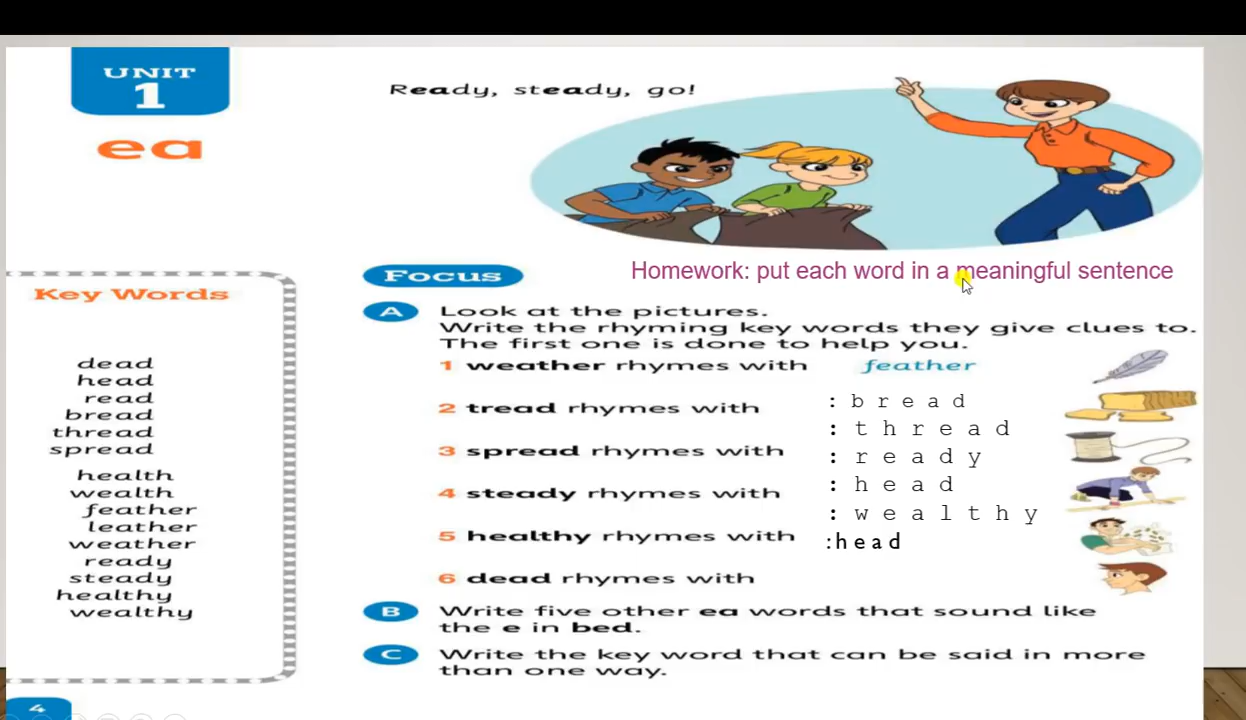 UNIT
1
ea
Ready, steady, go!
Key Words
dead
head
read
bread
thread
spread
health
wealth
feather
leather
weather
ready
steady
healthy
wealthy
Focus
Homework: put each word in a meaningful sentence
A Look at the pictures.
Write the rhyming key words they give clues to.
The first one is done to help you.
1 weather rhymes with feather
2 tread rhymes with
: b r e a d
: t h r e a d
3 spread rhymes with
: r e a d y
: h e a d
4 steady rhymes with
: w e a l t h y
5 healthy rhymes with
:head
6 dead rhymes with
B Write five other ea words that sound like
the e in bed.
C Write the key word that can be said in more
than one way.
4